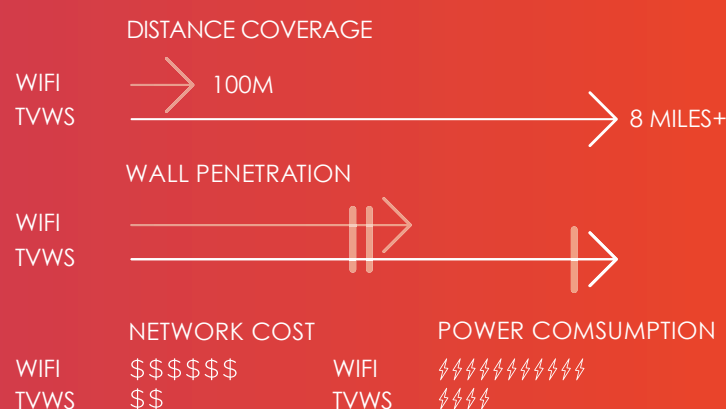 DISTANCE COVERAGE
WIFI 100M
TVWS 8 MILES+
WALL PENETRATION
WIFI
TVWS
NETWORK COST POWER COMSUMPTION
WIFI $$$$$$ WIFI
TVWS $$ TVWS